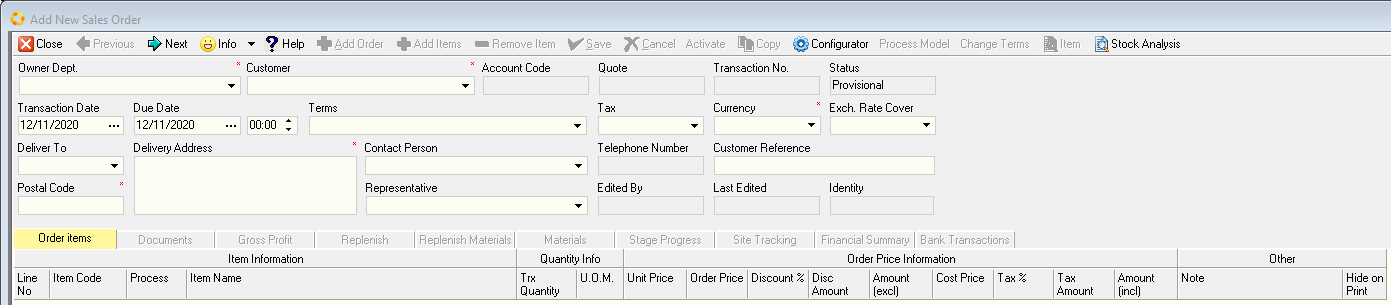 Add New Sales Order
Close Previous Next Info Help Add Order Add Items Remove Item Save Cancel Activate Copy Configurator Process Model Change Terms Item Stock Analysis
Owner Dept. * Customer * Account Code Quote Transaction No. Status
Provisional
Transaction Date Due Date Terms Tax Currency * Exch. Rate Cover
12/11/2020 ... 12/11/2020 ... 00:00
Deliver To Delivery Address * Contact Person Telephone Number Customer Reference
Postal Code * Representative Edited By Last Edited Identity
Order items Documents Gross Profit Replenish Replenish Materials Materials Stage Progress Site Tracking Financial Summary Bank Transactions
Item Information Quantity Info Order Price Information Other
Line No Item Code Process Item Name Trx Quantity U.O.M. Unit Price Order Price Discount % Disc Amount Amount (excl) Cost Price Tax % Tax Amount Amount (incl) Note Hide on Print